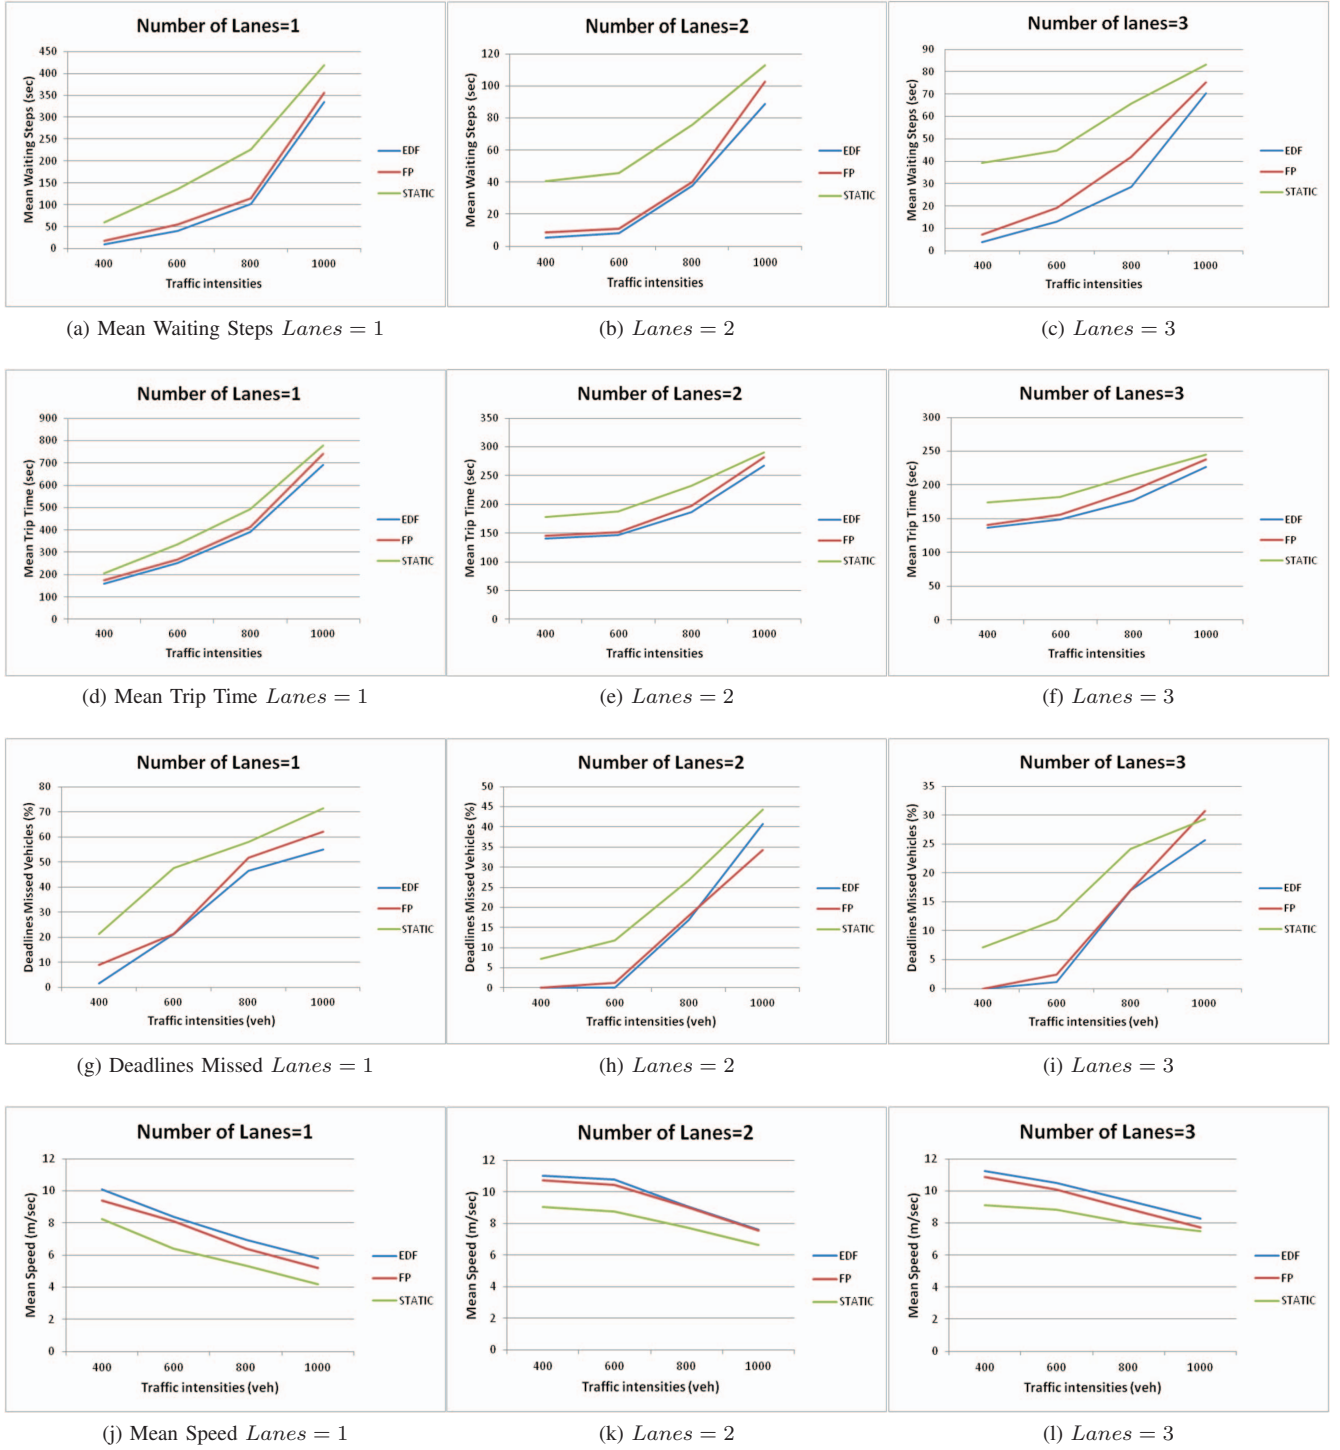 Number of Lanes=1
Mean Waiting Steps (sec)
450
400
350
300
250
200
150
100
50
0
400 600 800 1000
Traffic intensities
EDF
FP
STATIC
(a) Mean Waiting Steps Lanes = 1
Number of Lanes=2
Mean Waiting Steps (sec)
120
100
80
60
40
20
0
400 600 800 1000
Traffic intensities
EDF
FP
STATIC
(b) Lanes = 2
Number of lanes=3
Mean Waiting Steps (sec)
90
80
70
60
50
40
30
20
10
0
400 600 800 1000
Traffic intensities
EDF
FP
STATIC
(c) Lanes = 3
Number of Lanes=1
Mean Trip Time (sec)
900
800
700
600
500
400
300
200
100
0
400 600 800 1000
Traffic intensities
EDF
FP
STATIC
(d) Mean Trip Time Lanes = 1
Number of Lanes=2
Mean Trip Time (sec)
350
300
250
200
150
100
50
0
400 600 800 1000
Traffic intensities
EDF
FP
STATIC
(e) Lanes = 2
Number of Lanes=3
Mean Trip Time (sec)
300
250
200
150
100
50
0
400 600 800 1000
Traffic intensities
EDF
FP
STATIC
(f) Lanes = 3
Number of Lanes=1
Deadlines Missed Vehicles (%)
80
70
60
50
40
30
20
10
0
400 600 800 1000
Traffic intensities (veh)
EDF
FP
STATIC
(g) Deadlines Missed Lanes = 1
Number of Lanes=2
Deadlines Missed Vehicles (%)
50
45
40
35
30
25
20
15
10
5
0
400 600 800 1000
Traffic intensities (veh)
EDF
FP
STATIC
(h) Lanes = 2
Number of Lanes=3
Deadlines Missed Vehicles (%)
35
30
25
20
15
10
5
0
400 600 800 1000
Traffic intensities (veh)
EDF
FP
STATIC
(i) Lanes = 3
Number of Lanes=1
Mean Speed (m/sec)
12
10
8
6
4
2
0
400 600 800 1000
Traffic intensities (veh)
EDF
FP
STATIC
(j) Mean Speed Lanes = 1
Number of Lanes=2
Mean Speed (m/sec)
12
10
8
6
4
2
0
400 600 800 1000
Traffic intensities (veh)
EDF
FP
STATIC
(k) Lanes = 2
Number of Lanes=3
Mean Speed (m/sec)
12
10
8
6
4
2
0
400 600 800 1000
Traffic intensities (veh)
EDF
FP
STATIC
(l) Lanes = 3